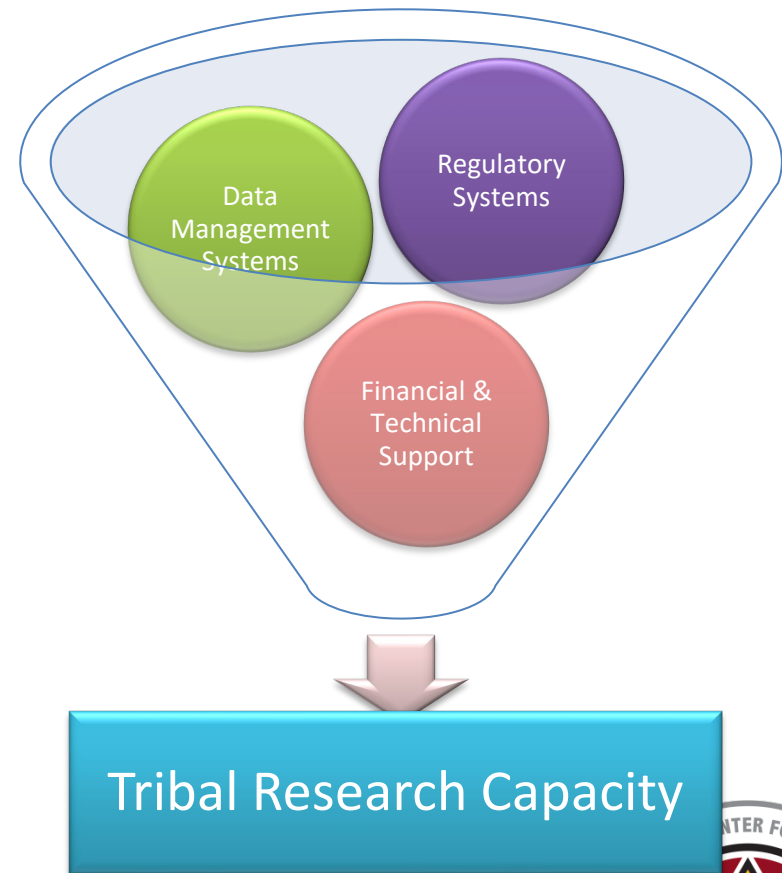 Regulatory
Systems
Data
Management
Systems
Financial &
Technical
Support
Tribal Research Capacity